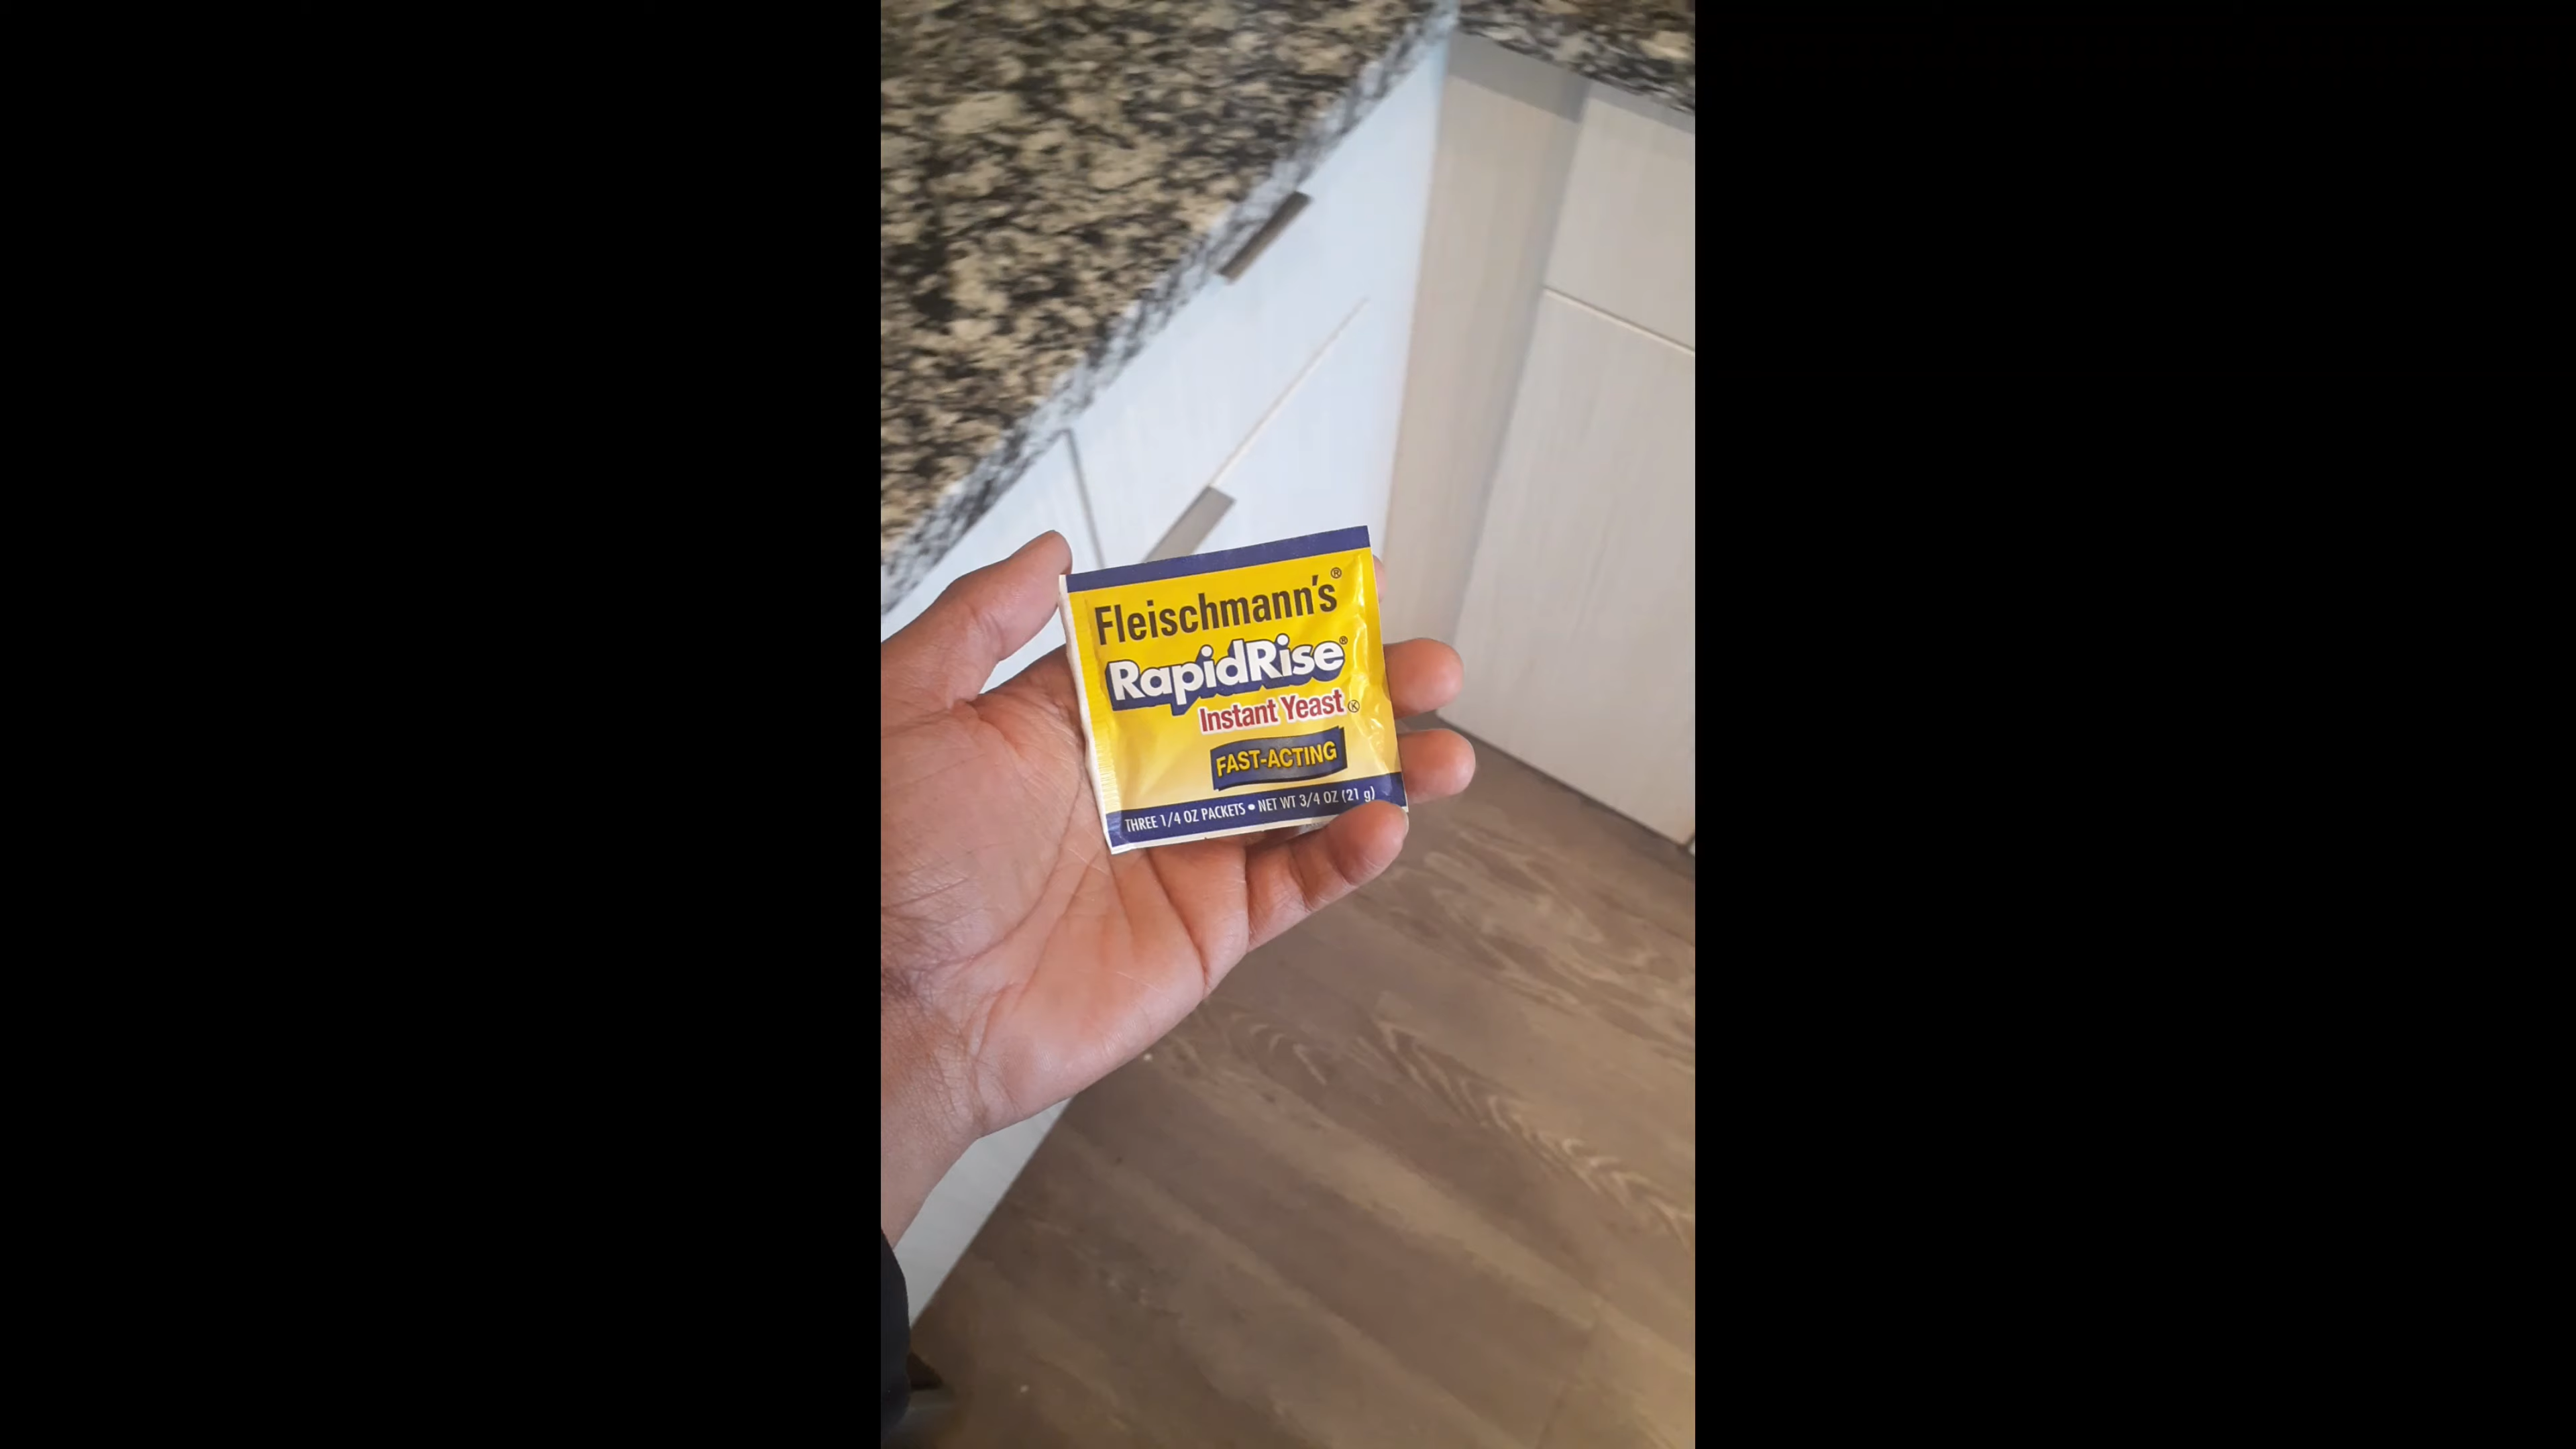 Fleischmann's®
RapidRise®
Instant Yeast Ⓚ
FAST-ACTING
THREE 1/4 OZ PACKETS • NET WT 3/4 OZ (21 g)